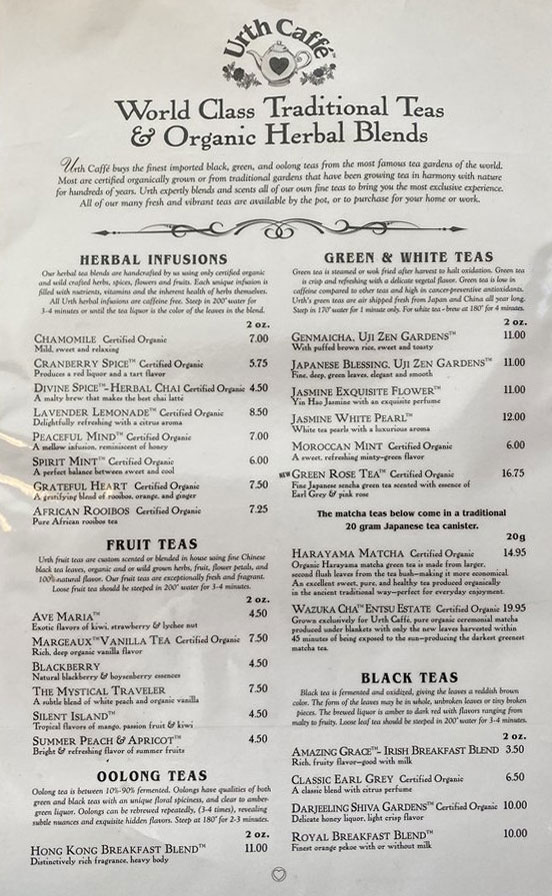 Urth Caffé™
World Class Traditional Teas
& Organic Herbal Blends
Urth Caffé buys the finest imported black, green, and oolong teas from the most famous tea gardens of the world.
Most are certified organically grown or from traditional gardens that have been growing tea in harmony with nature
for hundreds of years. Urth expertly blends and scents all of our own fine teas to bring you the most exclusive experience.
All of our many fresh and vibrant teas are available by the pot, or to purchase for your home or work.
HERBAL INFUSIONS
Our herbal tea blends are handcrafted by us using only certified organic
and wild crafted herbs, spices, flowers and fruits. Each unique infusion is
filled with nutrients, vitamins and the inherent health of herbs themselves.
All Urth herbal infusions are caffeine free. Steep in 200° water for
3-4 minutes or until the tea liquor is the color of the leaves in the blend.
2 oz.
CHAMOMILE Certified Organic 7.00
Mild, sweet and relaxing
CRANBERRY SPICE™ Certified Organic 5.75
Produces a red liquor and a tart flavor
DIVINE SPICE™-HERBAL CHAI Certified Organic 4.50
A malty brew that makes the best chai latté
LAVENDER LEMONADE™ Certified Organic 8.50
Delightfully refreshing with a citrus aroma
PEACEFUL MIND™ Certified Organic 7.00
A mellow infusion, reminiscent of honey
SPIRIT MINT™ Certified Organic 6.00
A perfect balance between sweet and cool
GRATEFUL HEART Certified Organic 7.50
A gratifying blend of rooibos, orange, and ginger
AFRICAN ROOIBOS Certified Organic 7.25
Pure African rooibos tea
FRUIT TEAS
Urth fruit teas are custom scented or blended in house using fine Chinese
black tea leaves, organic and or wild grown herbs, fruit, flower petals, and
100% natural flavor. Our fruit teas are exceptionally fresh and fragrant.
Loose fruit tea should be steeped in 200° water for 3-4 minutes.
2 oz.
AVE MARIA™ 4.50
Exotic flavors of kiwi, strawberry & lychee nut
MARGEAUX™ VANILLA TEA Certified Organic 7.50
Rich, deep organic vanilla flavor
BLACKBERRY 4.50
Natural blackberry & boysenberry essences
THE MYSTICAL TRAVELER 7.50
A subtle blend of white peach and organic vanilla
SILENT ISLAND™ 4.50
Tropical flavors of mango, passion fruit & kiwi
SUMMER PEACH & APRICOT™ 4.50
Bright & refreshing flavor of summer fruits
OOLONG TEAS
Oolong tea is between 10%-90% fermented. Oolongs have qualities of both
green and black teas with an unique floral spiciness, and clear to amber-
green liquor. Oolongs can be rebrewed repeatedly, (3-4 times), revealing
subtle nuances and exquisite hidden flavors. Steep at 180° for 2-3 minutes.
2 oz.
HONG KONG BREAKFAST BLEND™ 11.00
Distinctively rich fragrance, heavy body
GREEN & WHITE TEAS
Green tea is steamed or wok fried after harvest to halt oxidation. Green tea
is crisp and refreshing with a delicate vegetal flavor. Green tea is low in
caffeine compared to other teas and high in cancer-preventive antioxidants.
Urth's green teas are air shipped fresh from Japan and China all year long.
Steep in 170° water for 1 minute only. For white tea - brew at 180° for 4 minutes.
2 oz.
GENMAICHA, UJI ZEN GARDENS™ 11.00
With puffed brown rice, sweet and toasty
JAPANESE BLESSING, UJI ZEN GARDENS™ 11.00
Fine, deep, green leaves, elegant and smooth
JASMINE EXQUISITE FLOWER™ 11.00
Yin Hao Jasmine with an exquisite perfume
JASMINE WHITE PEARL™ 12.00
White tea pearls with a luxurious aroma
MOROCCAN MINT Certified Organic 6.00
A sweet, refreshing minty-green flavor
NEW GREEN ROSE TEA™ Certified Organic 16.75
Fine Japanese sencha green tea scented with essence of
Earl Grey & pink rose
The matcha teas below come in a traditional
20 gram Japanese tea canister.
20g
HARAYAMA MATCHA Certified Organic 14.95
Organic Harayama matcha green tea is made from larger,
second flush leaves from the tea bush—making it more economical.
An excellent sweet, pure, and healthy tea produced organically
in the ancient traditional way—perfect for everyday enjoyment.
WAZUKA CHA™ ENTSU ESTATE Certified Organic 19.95
Grown exclusively for Urth Caffé, pure organic ceremonial matcha
produced under blankets with only the new leaves harvested within
45 minutes of being exposed to the sun—producing the darkest greenest
matcha tea.
BLACK TEAS
Black tea is fermented and oxidized, giving the leaves a reddish brown
color. The form of the leaves may be in whole, unbroken leaves or tiny broken
pieces. The brewed liquor is amber to dark red with flavors ranging from
malty to fruity. Loose leaf tea should be steeped in 200° water for 3-4 minutes.
2 oz.
AMAZING GRACE™- IRISH BREAKFAST BLEND 3.50
Rich, fruity flavor—good with milk
CLASSIC EARL GREY Certified Organic 6.50
A classic blend with citrus perfume
DARJEELING SHIVA GARDENS™ Certified Organic 10.00
Delicate honey liquor, light crisp flavor
ROYAL BREAKFAST BLEND™ 10.00
Finest orange pekoe with or without milk